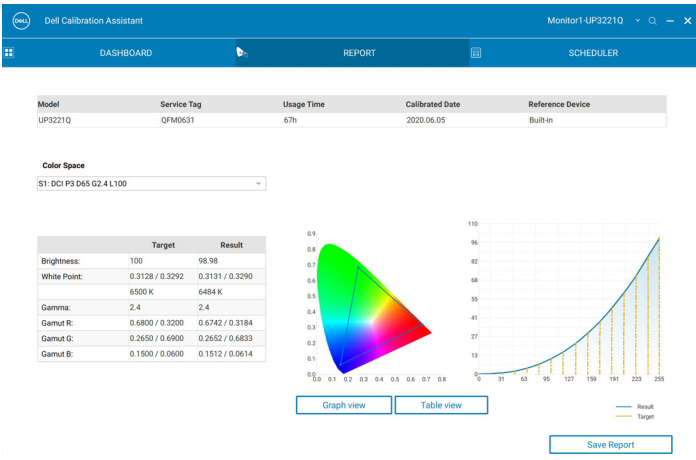 DELL Dell Calibration Assistant Monitor1-UP3221Q
DASHBOARD REPORT SCHEDULER
Model Service Tag Usage Time Calibrated Date Reference Device
UP3221Q QFM0631 67h 2020.06.05 Built-in
Color Space
S1: DCI P3 D65 G2.4 L100
Target Result
Brightness: 100 98.98
White Point: 0.3128 / 0.3292 0.3131 / 0.3290
6500 K 6484 K
Gamma: 2.4 2.4
Gamut R: 0.6800 / 0.3200 0.6742 / 0.3184
Gamut G: 0.2650 / 0.6900 0.2652 / 0.6833
Gamut B: 0.1500 / 0.0600 0.1512 / 0.0614
0.9
0.8
0.7
0.6
0.5
0.4
0.3
0.2
0.1
0.0
0.0 0.1 0.2 0.3 0.4 0.5 0.6 0.7 0.8
110
96
82
68
55
41
27
13
0
0 31 63 95 127 159 191 223 255
Graph view Table view
Result
Target
Save Report